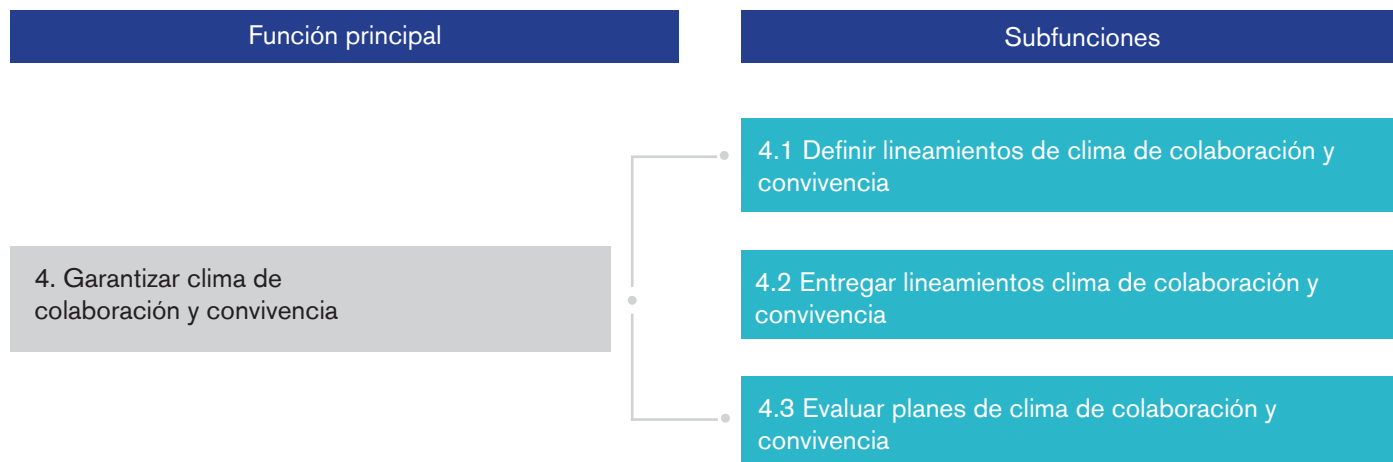 Función principal
Subfunciones
4. Garantizar clima de
colaboración y convivencia
4.1 Definir lineamientos de clima de colaboración y
convivencia
4.2 Entregar lineamientos clima de colaboración y
convivencia
4.3 Evaluar planes de clima de colaboración y
convivencia